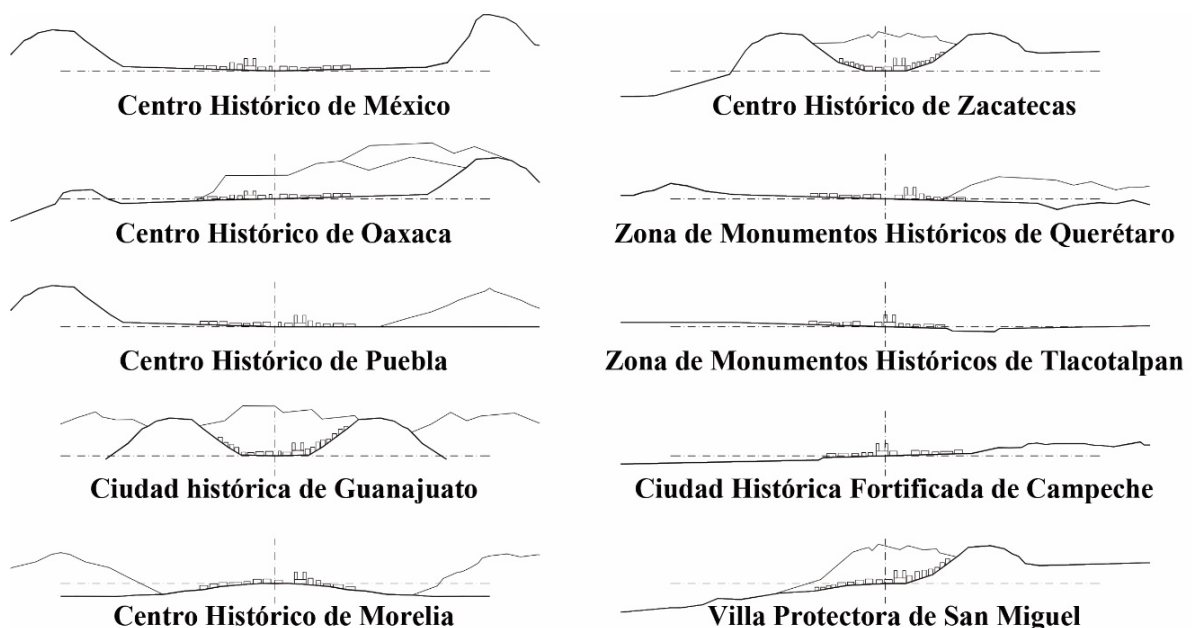 Centro Histórico de México
Centro Histórico de Zacatecas
Centro Histórico de Oaxaca
Zona de Monumentos Históricos de Querétaro
Centro Histórico de Puebla
Zona de Monumentos Históricos de Tlacotalpan
Ciudad histórica de Guanajuato
Ciudad Histórica Fortificada de Campeche
Centro Histórico de Morelia
Villa Protectora de San Miguel